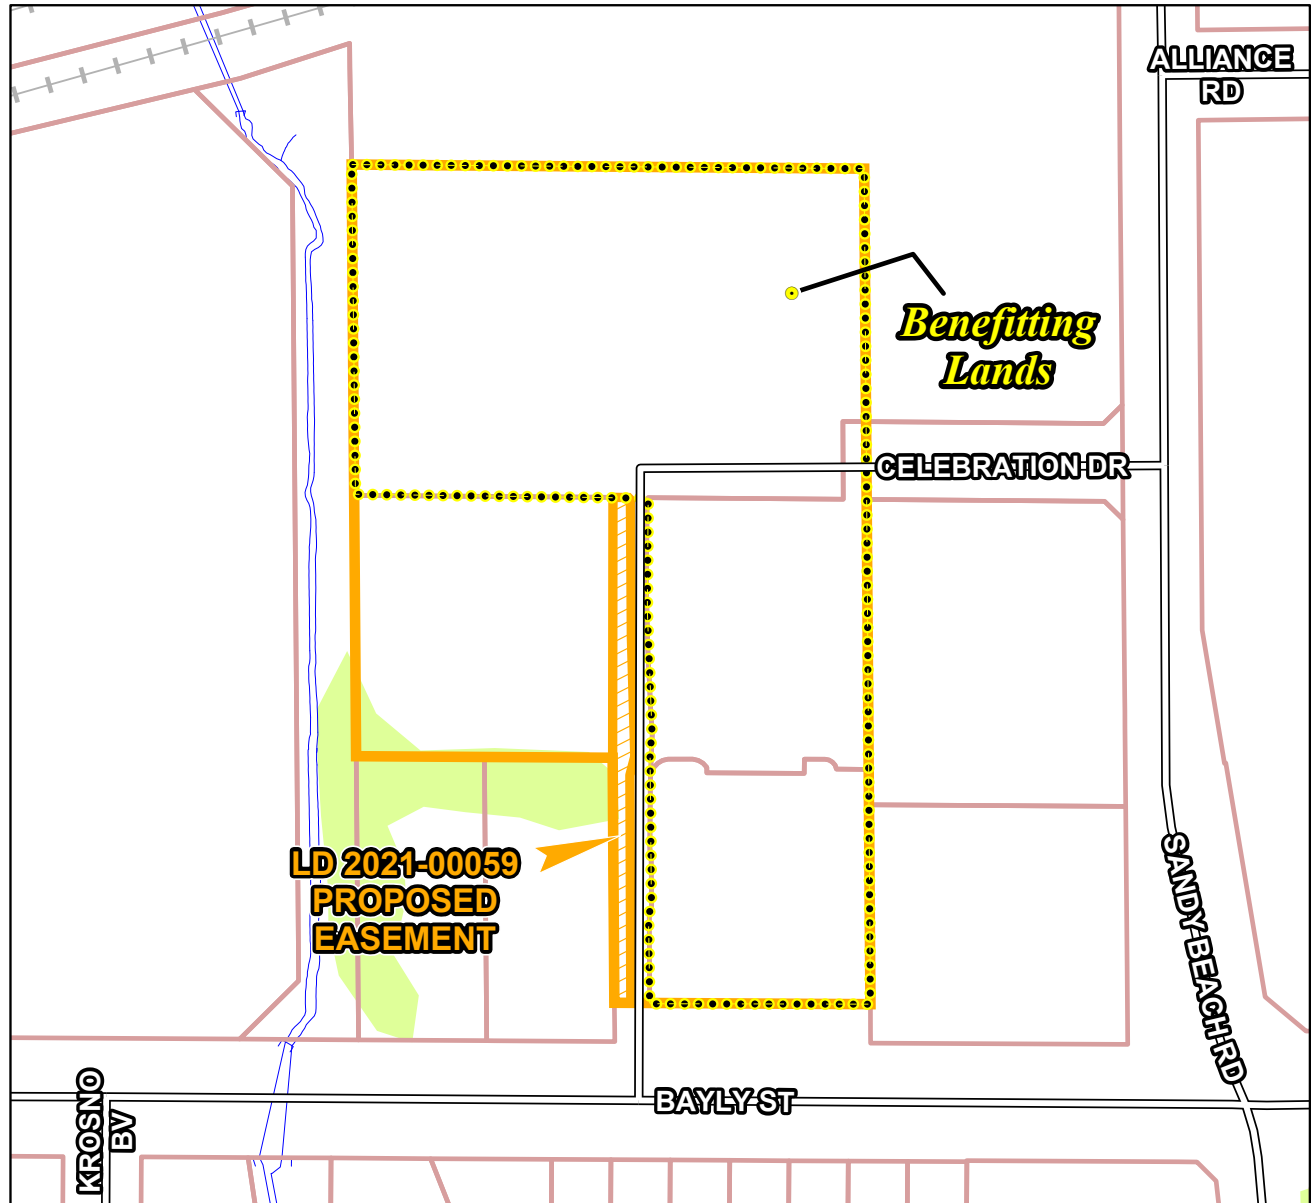 ALLIANCE
RD
Benefitting
Lands
CELEBRATION DR
LD 2021-00059
PROPOSED
EASEMENT
SANDY BEACH RD
KROSNO
BV
BAYLY ST